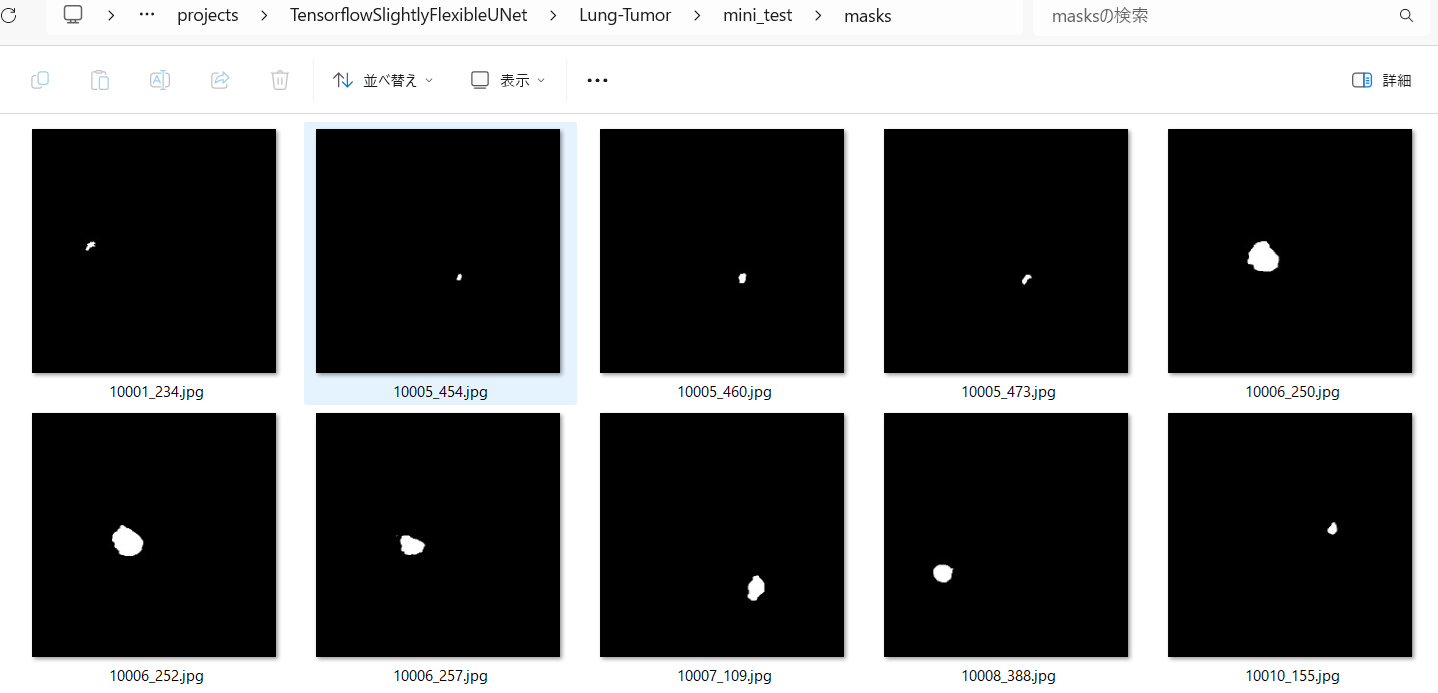 … projects > TensorflowSlightlyFlexibleUNet > Lung-Tumor > mini_test > masks masksの検索
並べ替え 表示 … 詳細
10001_234.jpg 10005_454.jpg 10005_460.jpg 10005_473.jpg 10006_250.jpg
10006_252.jpg 10006_257.jpg 10007_109.jpg 10008_388.jpg 10010_155.jpg